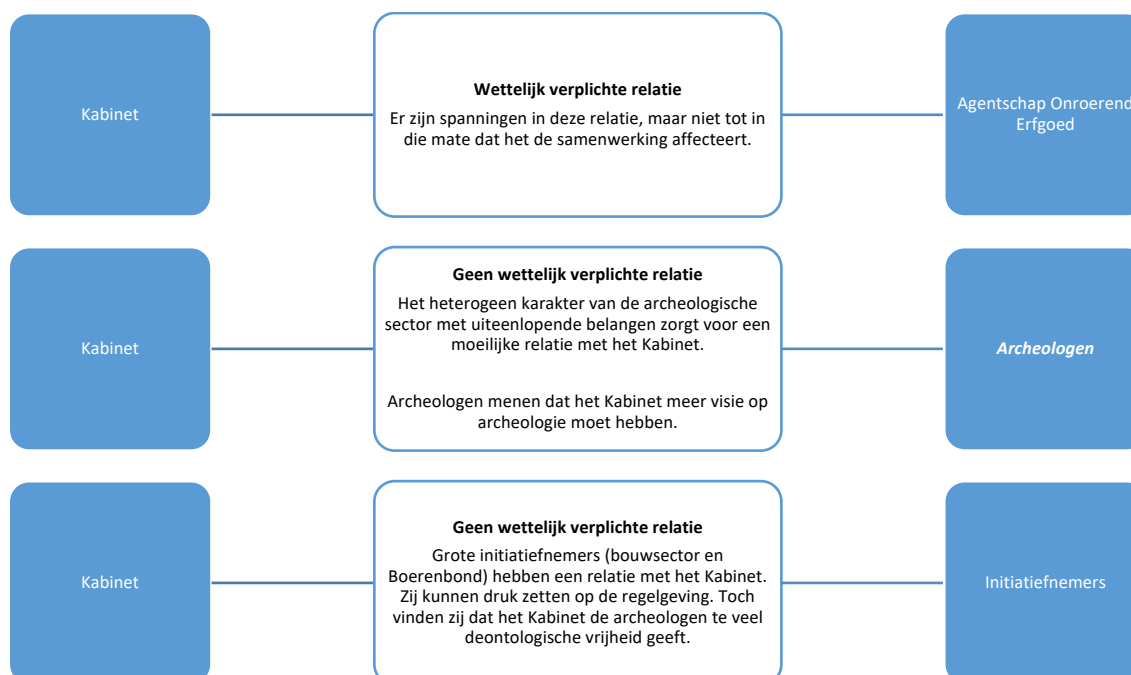 Kabinet
Wettelijk verplichte relatie
Er zijn spanningen in deze relatie, maar niet tot in
die mate dat het de samenwerking affecteert.
Agentschap Onroerend
Erfgoed
Kabinet
Geen wettelijk verplichte relatie
Het heterogeen karakter van de archeologische
sector met uiteenlopende belangen zorgt voor een
moeilijke relatie met het Kabinet.
Archeologen menen dat het Kabinet meer visie op
archeologie moet hebben.
Archeologen
Kabinet
Geen wettelijk verplichte relatie
Grote initiatiefnemers (bouwsector en
Boerenbond) hebben een relatie met het Kabinet.
Zij kunnen druk zetten op de regelgeving. Toch
vinden zij dat het Kabinet de archeologen te veel
deontologische vrijheid geeft.
Initiatiefnemers